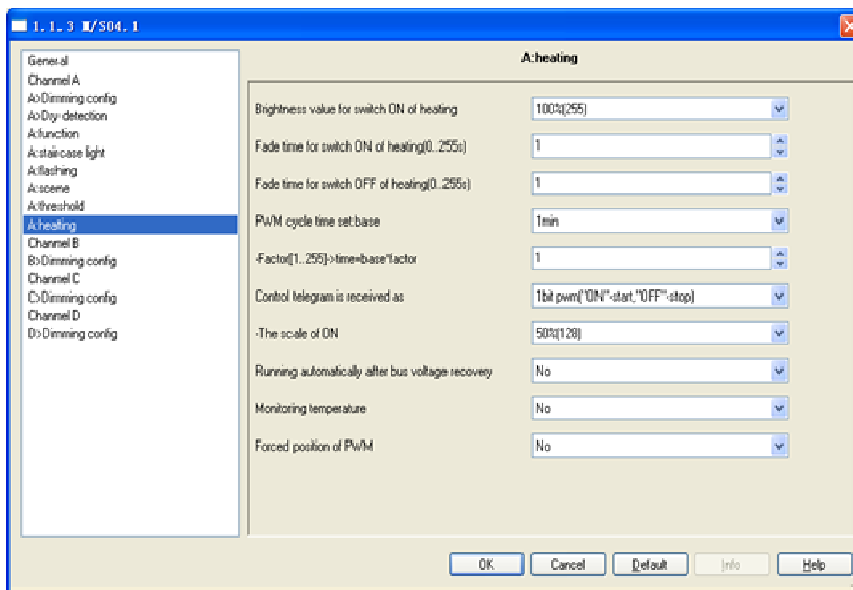 1.1.3 M/S04.1
A:heating
General
Channel A
A>Dimming config
A>Dry-detection
A:function
A:staircase light
A:flashing
A:scene
A:threshold
A:heating
Channel B
B>Dimming config
Channel C
C>Dimming config
Channel D
D>Dimming config
Brightness value for switch ON of heating
100%(255)
Fade time for switch ON of heating(0..255s)
1
Fade time for switch OFF of heating(0..255s)
1
PWM cycle time set:base
1min
-Factor[1..255]->time=base*factor
1
Control telegram is received as
1bit pwm("ON"-start,"OFF"-stop)
-The scale of ON
50%(128)
Running automatically after bus voltage recovery
No
Monitoring temperature
No
Forced position of PWM
No
OK
Cancel
Default
Info
Help